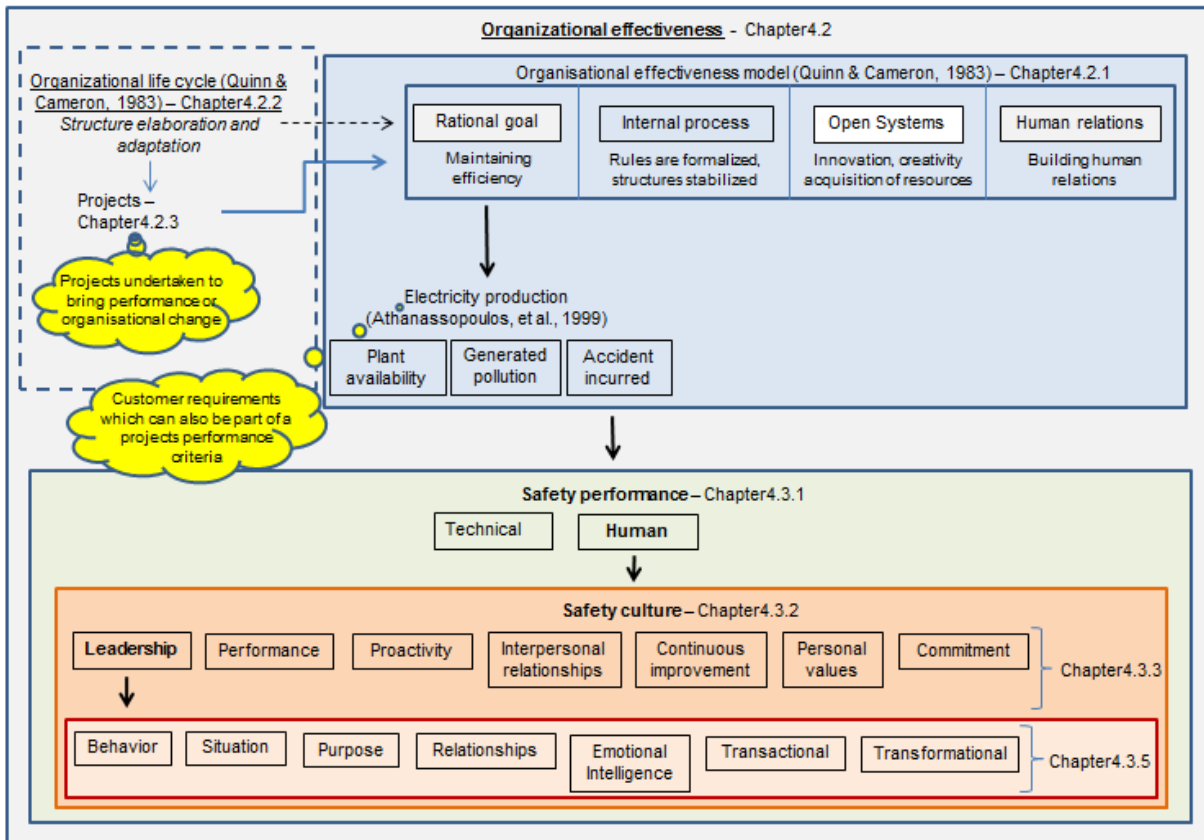 Organizational effectiveness - Chapter4.2
Organizational life cycle (Quinn &
Cameron, 1983) – Chapter4.2.2
Structure elaboration and
adaptation
Projects –
Chapter4.2.3
Projects undertaken to
bring performance or
organisational change
Organisational effectiveness model (Quinn & Cameron, 1983) – Chapter4.2.1
Rational goal
Maintaining
efficiency
Internal process
Rules are formalized,
structures stabilized
Open Systems
Innovation, creativity
acquisition of resources
Human relations
Building human
relations
Electricity production
(Athanassopoulos, et al., 1999)
Plant
availability
Generated
pollution
Accident
incurred
Customer requirements
which can also be part of a
projects performance
criteria
Safety performance – Chapter4.3.1
Technical
Human
Safety culture – Chapter4.3.2
Leadership
Performance
Proactivity
Interpersonal
relationships
Continuous
improvement
Personal
values
Commitment
Chapter4.3.3
Behavior
Situation
Purpose
Relationships
Emotional
Intelligence
Transactional
Transformational
Chapter4.3.5